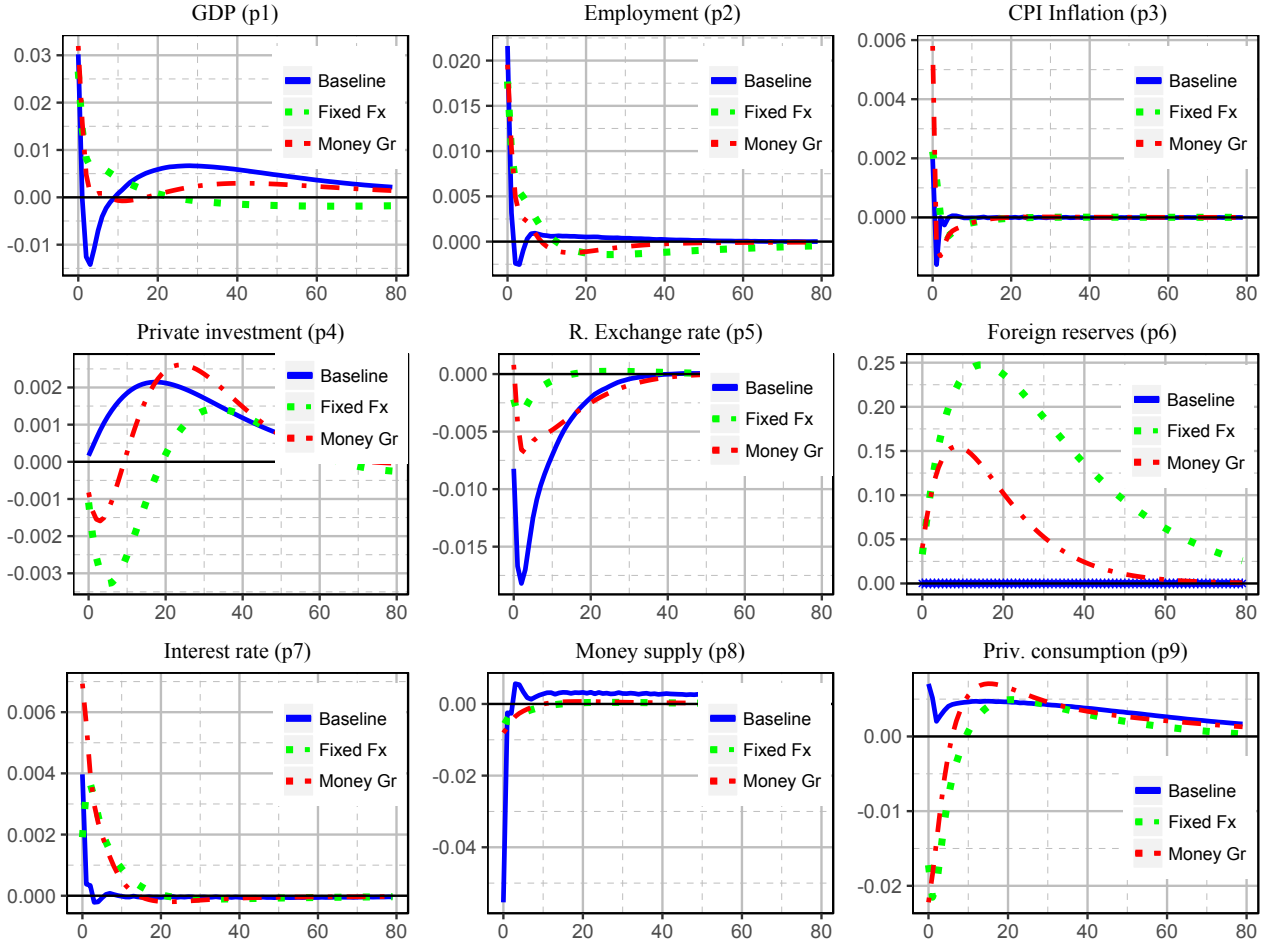 GDP (p1)
0.03
0.02
0.01
0.00
-0.01
0 20 40 60 80
Baseline
Fixed Fx
Money Gr
Employment (p2)
0.020
0.015
0.010
0.005
0.000
0 20 40 60 80
Baseline
Fixed Fx
Money Gr
CPI Inflation (p3)
0.006
0.004
0.002
0.000
0 20 40 60 80
Baseline
Fixed Fx
Money Gr
Private investment (p4)
0.002
0.001
0.000
-0.001
-0.002
-0.003
0 20 40 60 80
Baseline
Fixed Fx
Money Gr
R. Exchange rate (p5)
0.000
-0.005
-0.010
-0.015
0 20 40 60 80
Baseline
Fixed Fx
Money Gr
Foreign reserves (p6)
0.25
0.20
0.15
0.10
0.05
0.00
0 20 40 60 80
Baseline
Fixed Fx
Money Gr
Interest rate (p7)
0.006
0.004
0.002
0.000
0 20 40 60 80
Baseline
Fixed Fx
Money Gr
Money supply (p8)
0.00
-0.02
-0.04
0 20 40 60 80
Baseline
Fixed Fx
Money Gr
Priv. consumption (p9)
0.00
-0.01
-0.02
0 20 40 60 80
Baseline
Fixed Fx
Money Gr